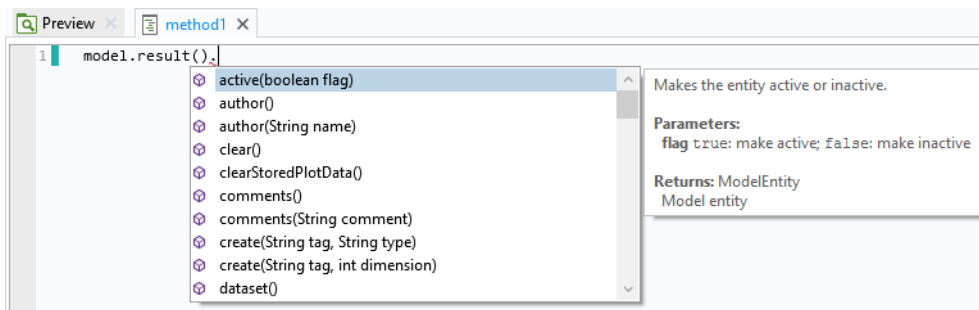 Preview
method1
1 model.result().
active(boolean flag)
author()
author(String name)
clear()
clearStoredPlotData()
comments()
comments(String comment)
create(String tag, String type)
create(String tag, int dimension)
dataset()
Makes the entity active or inactive.
Parameters:
flag true: make active; false: make inactive
Returns: ModelEntity
Model entity